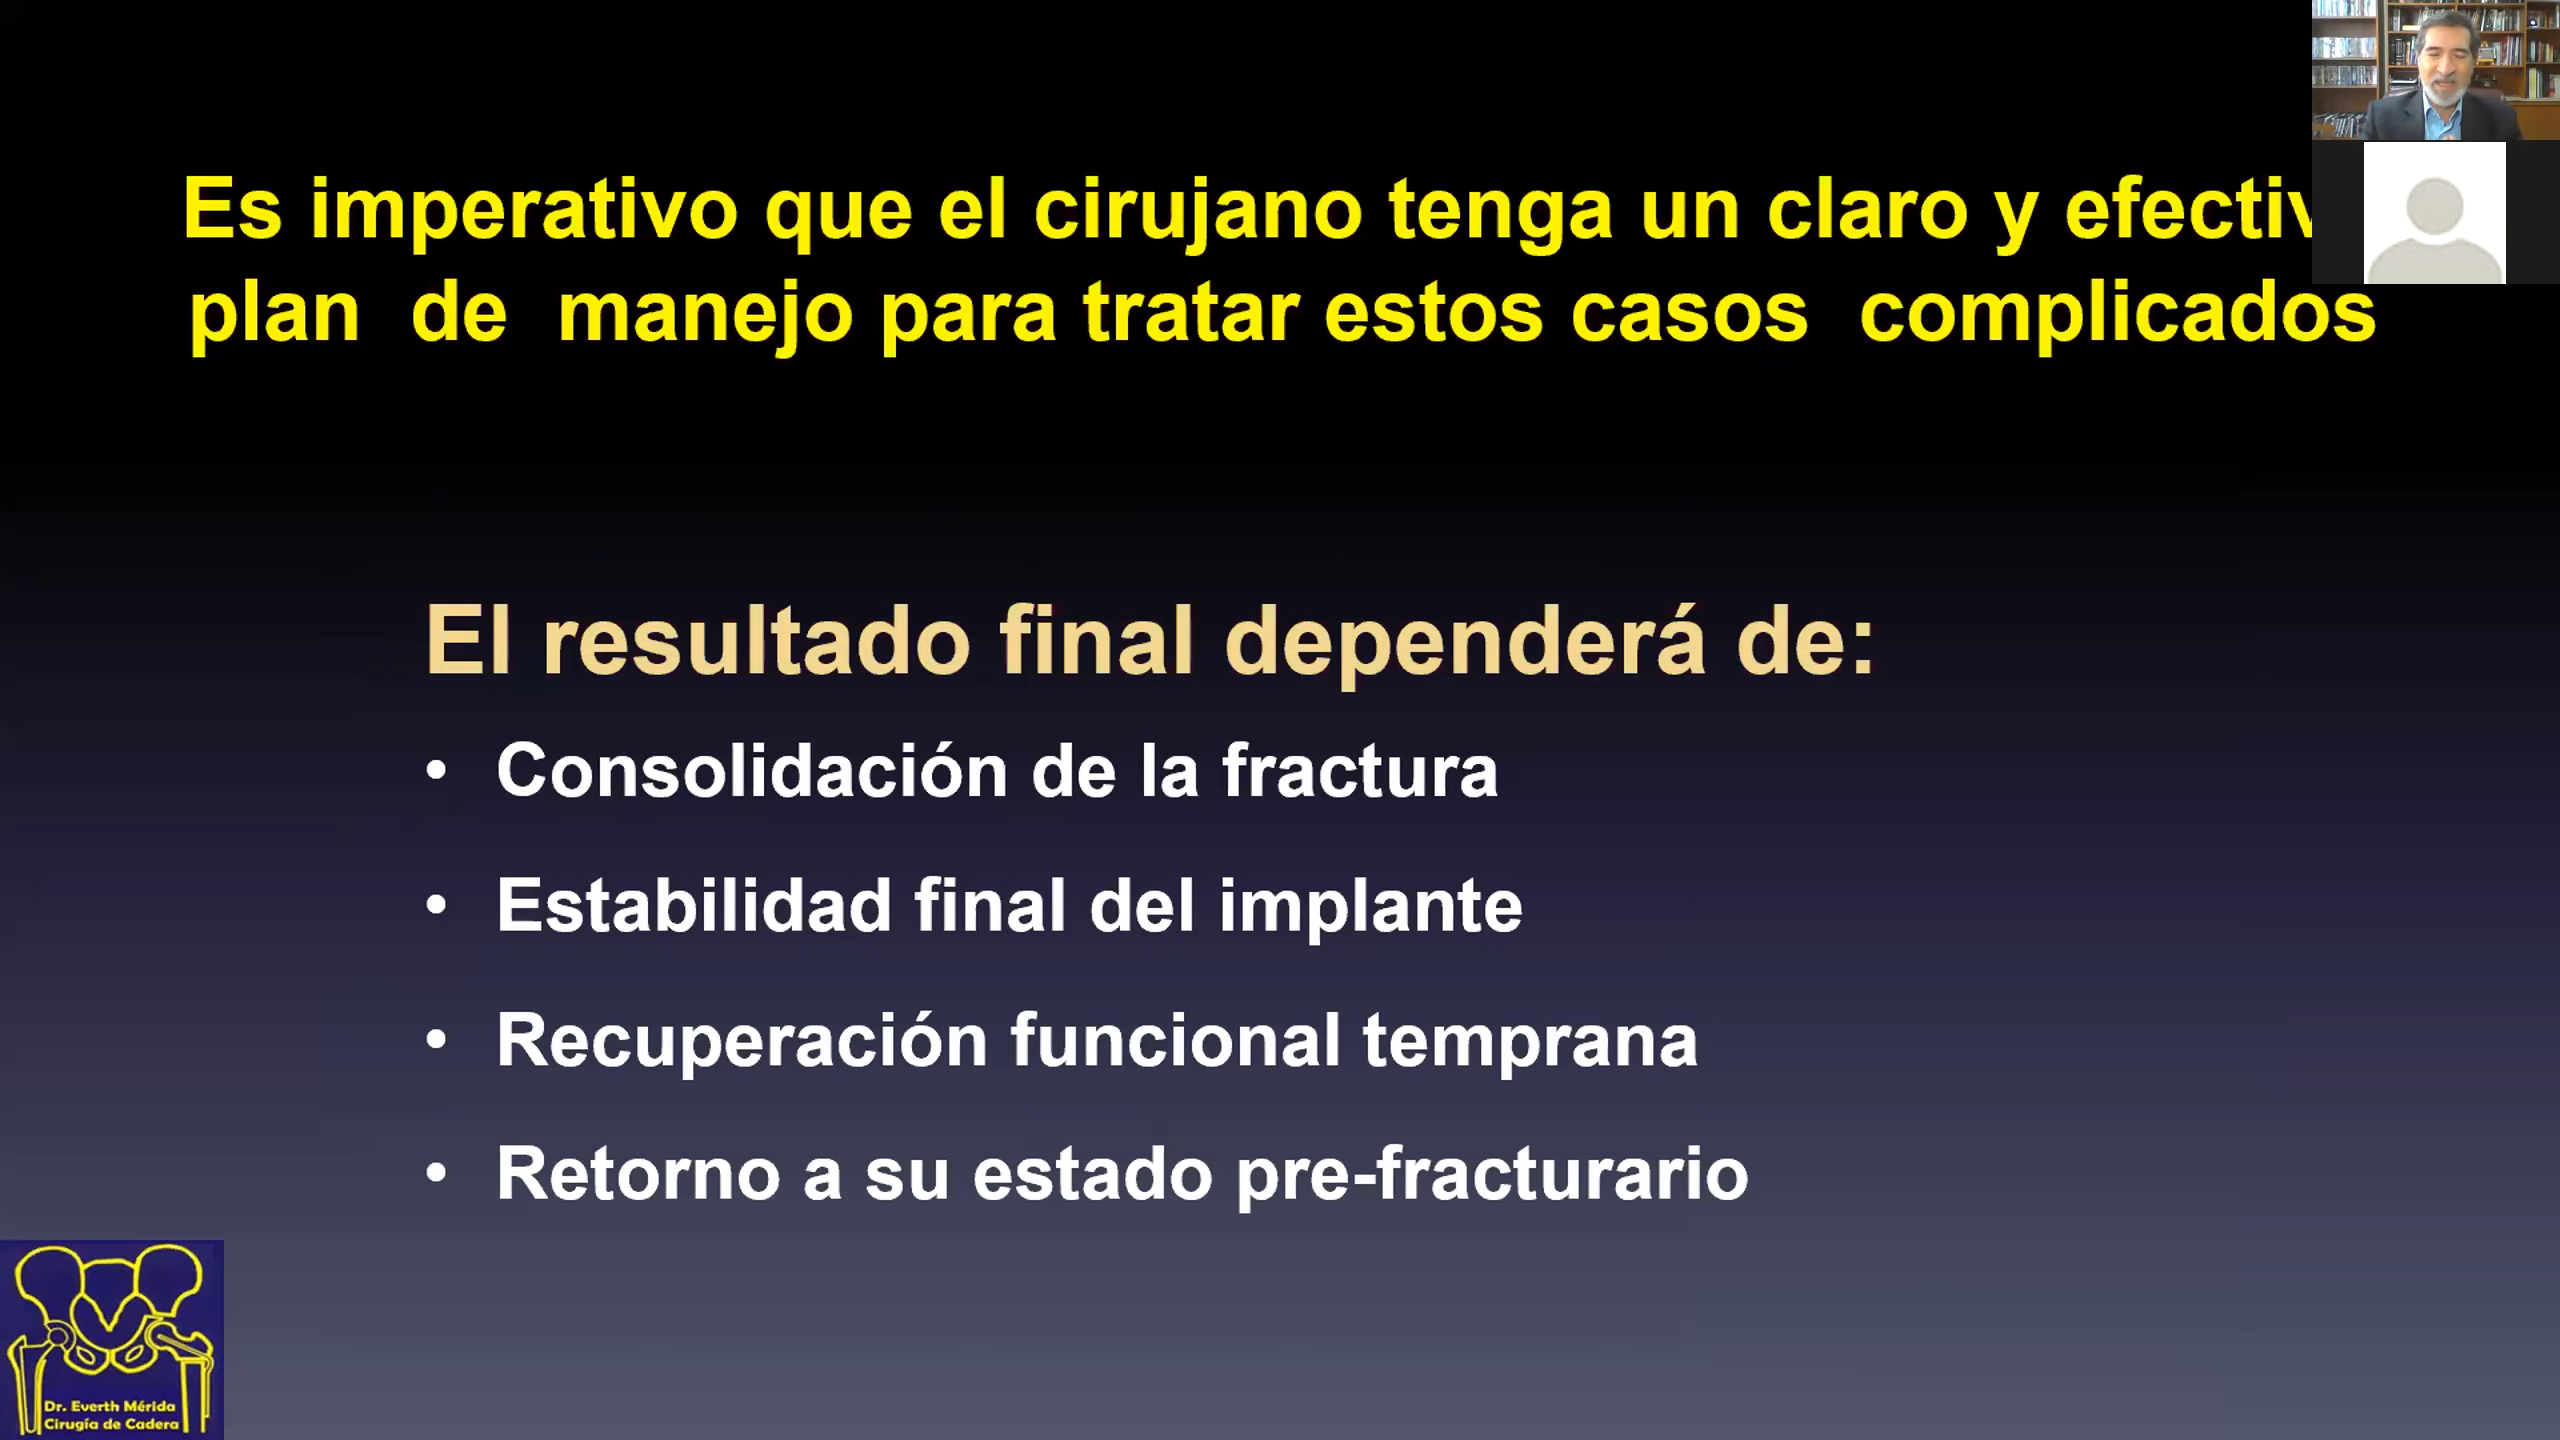 Es imperativo que el cirujano tenga un claro y efectiv
plan de manejo para tratar estos casos complicados
El resultado final dependerá de:
• Consolidación de la fractura
• Estabilidad final del implante
• Recuperación funcional temprana
• Retorno a su estado pre-fracturario
Dr. Everth Mérida
Cirugía de Cadera